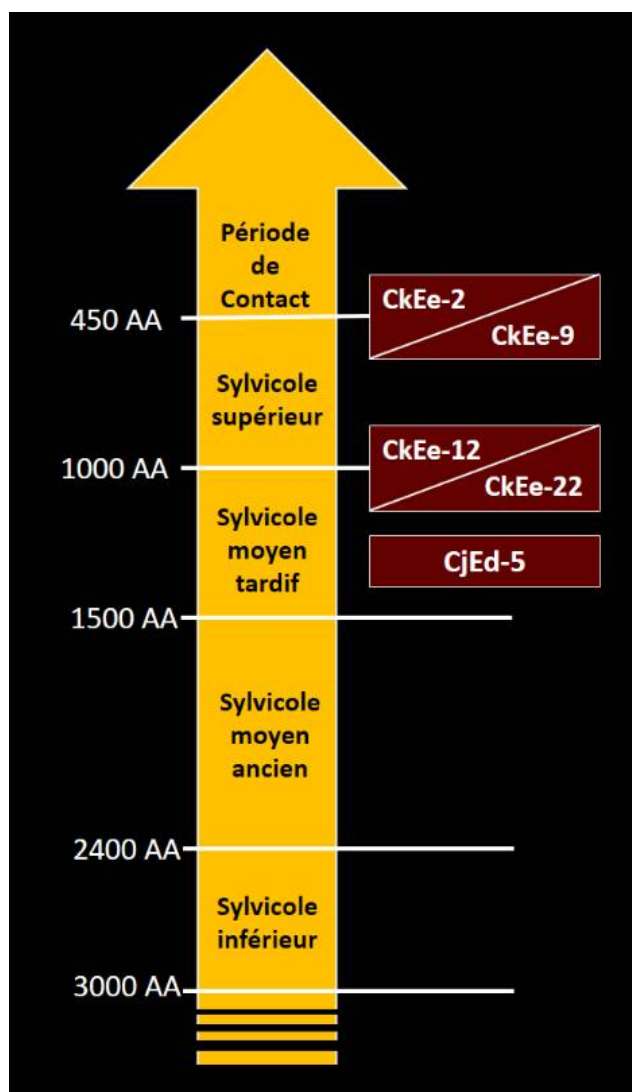 Période
de
Contact
450 AA
CkEe-2
CkEe-9
Sylvicole
supérieur
1000 AA
CkEe-12
CkEe-22
Sylvicole
moyen
tardif
CjEd-5
1500 AA
Sylvicole
moyen
ancien
2400 AA
Sylvicole
inférieur
3000 AA